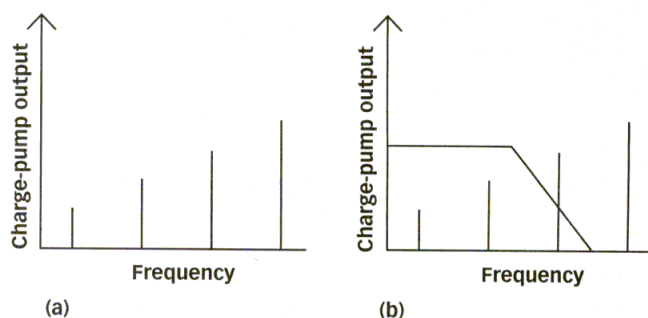 Charge-pump output
Frequency
(a)
Charge-pump output
Frequency
(b)